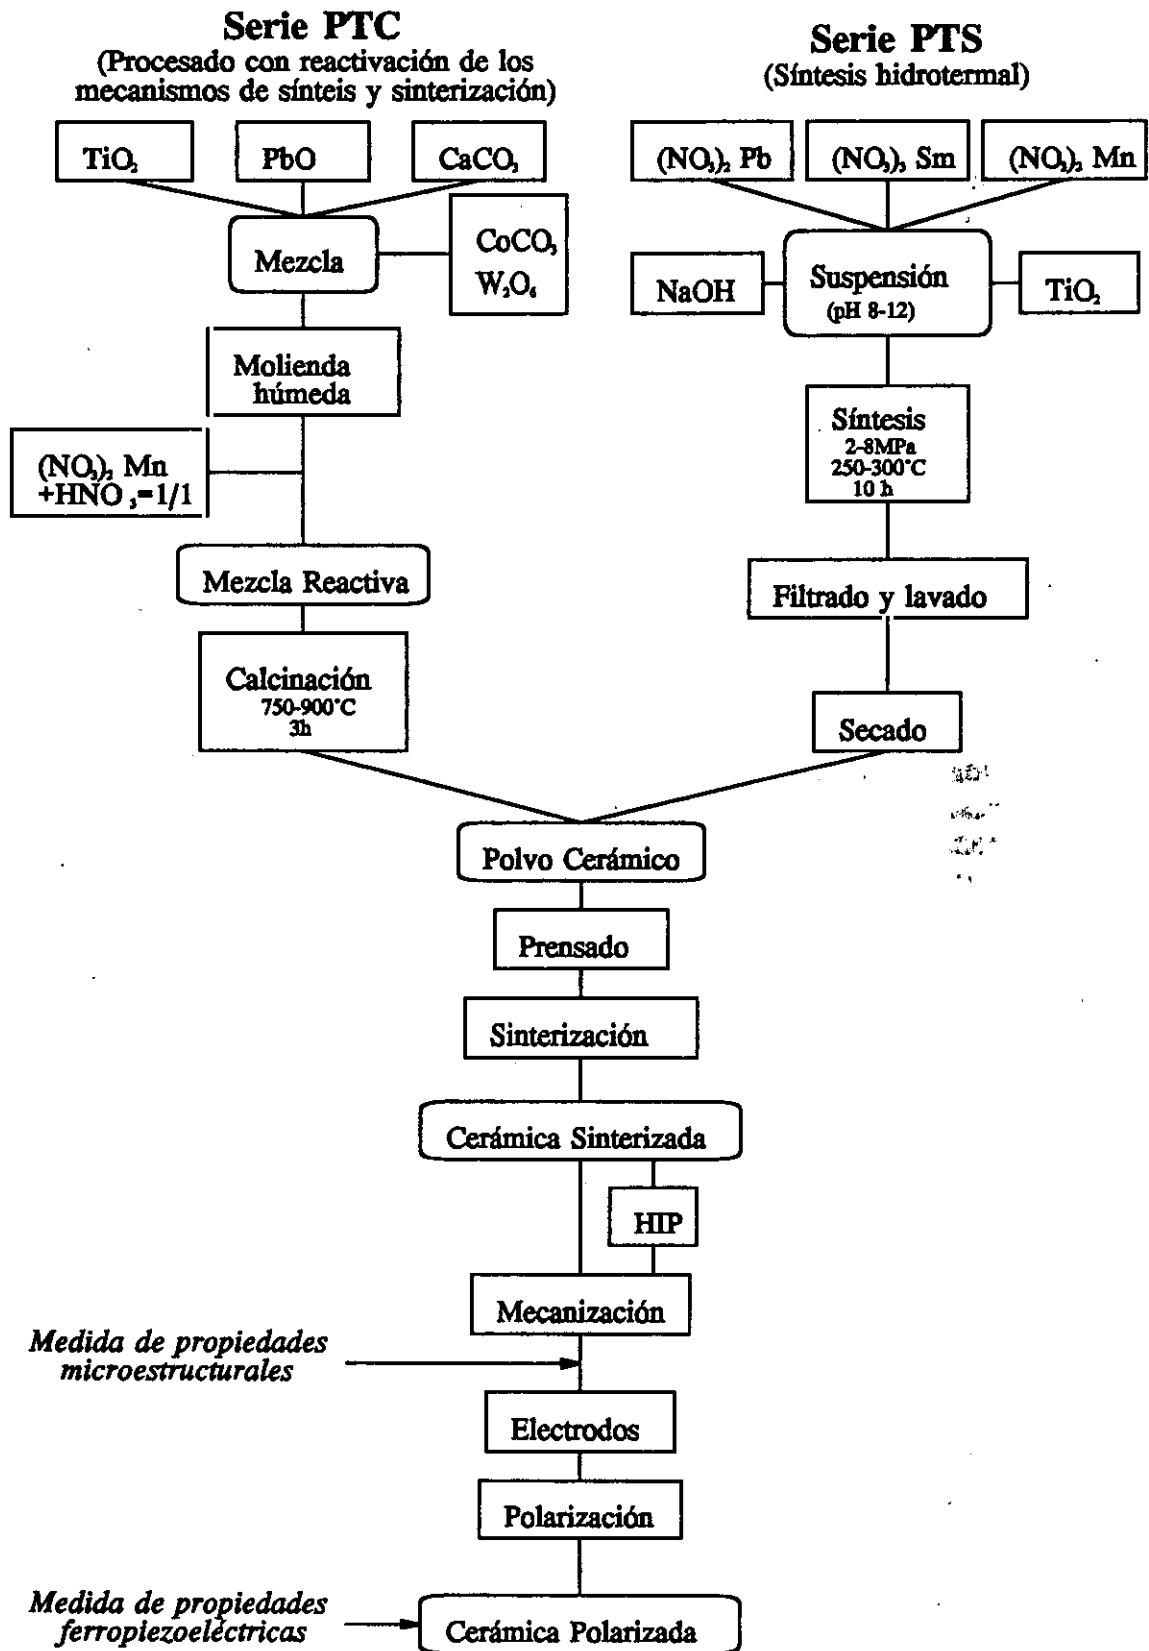 Serie PTC
(Procesado con reactivación de los
mecanismos de sínteis y sinterización)
TiO₂
PbO
CaCO₃
Mezcla
CoCO₃
W₂O₆
Molienda
húmeda
(NO₃)₂ Mn
+HNO₃=1/1
Mezcla Reactiva
Calcinación
750-900°C
3h
Serie PTS
(Síntesis hidrotermal)
(NO₃)₂ Pb
(NO₃)₃ Sm
(NO₃)₂ Mn
NaOH
Suspensión
(pH 8-12)
TiO₂
Síntesis
2-8MPa
250-300°C
10 h
Filtrado y lavado
Secado
Polvo Cerámico
Prensado
Sinterización
Cerámica Sinterizada
HIP
Mecanización
Medida de propiedades
microestructurales
Electrodos
Polarización
Medida de propiedades
ferropiezoeléctricas
Cerámica Polarizada